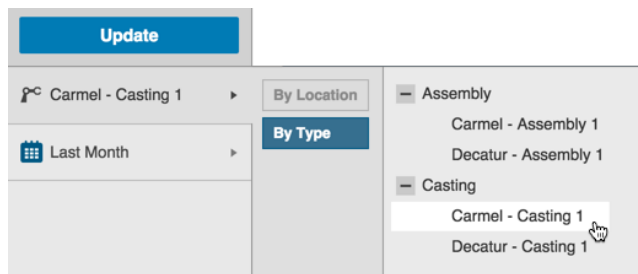 Update
Carmel - Casting 1
Last Month
By Location
By Type
Assembly
Carmel - Assembly 1
Decatur - Assembly 1
Casting
Carmel - Casting 1
Decatur - Casting 1